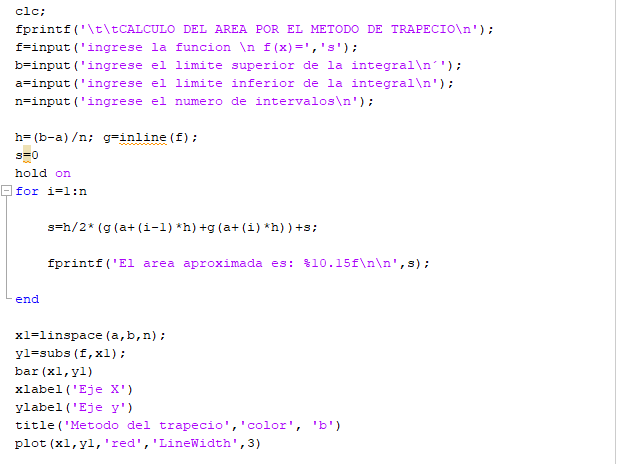 clc;
fprintf('\t\tCALCULO DEL AREA POR EL METODO DE TRAPECIO\n');
f=input('ingrese la funcion \n f(x)=','s');
b=input('ingrese el limite superior de la integral\n´');
a=input('ingrese el limite inferior de la integral\n');
n=input('ingrese el numero de intervalos\n');
h=(b-a)/n; g=inline(f);
s=0
hold on
for i=1:n
s=h/2*(g(a+(i-1)*h)+g(a+(i)*h))+s;
fprintf('El area aproximada es: %10.15f\n\n',s);
end
x1=linspace(a,b,n);
y1=subs(f,x1);
bar(x1,y1)
xlabel('Eje X')
ylabel('Eje y')
title('Metodo del trapecio','color', 'b')
plot(x1,y1,'red','LineWidth',3)